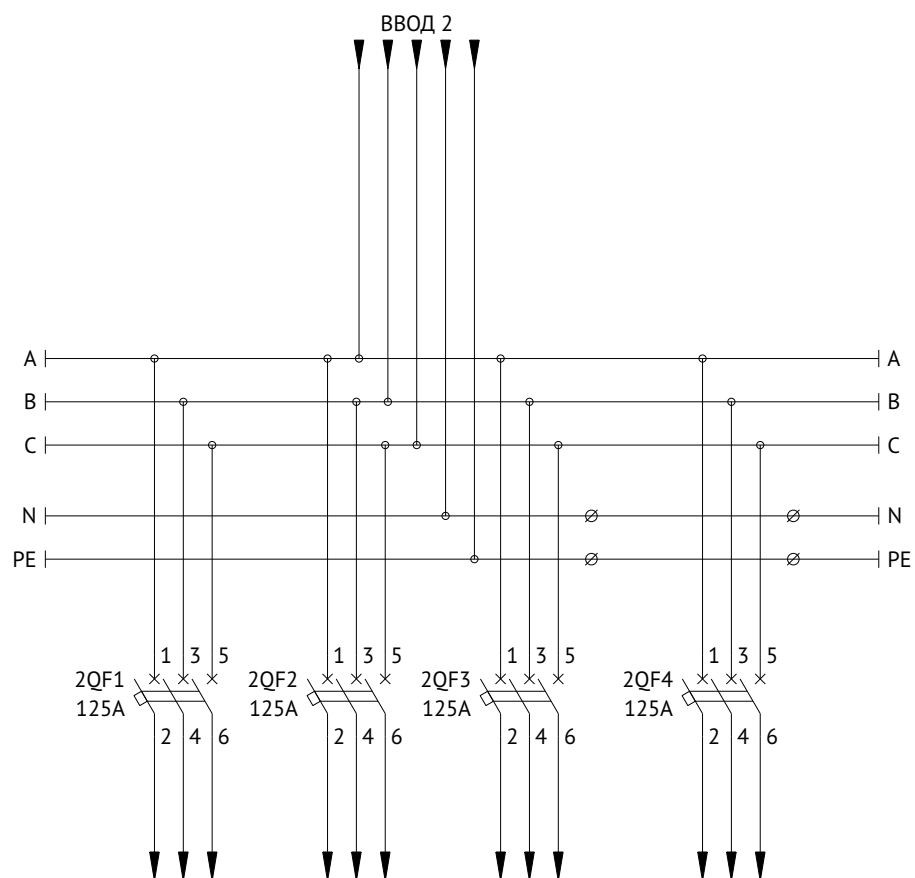 ВВОД 2
A A
B B
C C
N N
PE PE
1 3 5 1 3 5 1 3 5 1 3 5
2QF1 2QF2 2QF3 2QF4
125A 125A 125A 125A
2 4 6 2 4 6 2 4 6 2 4 6